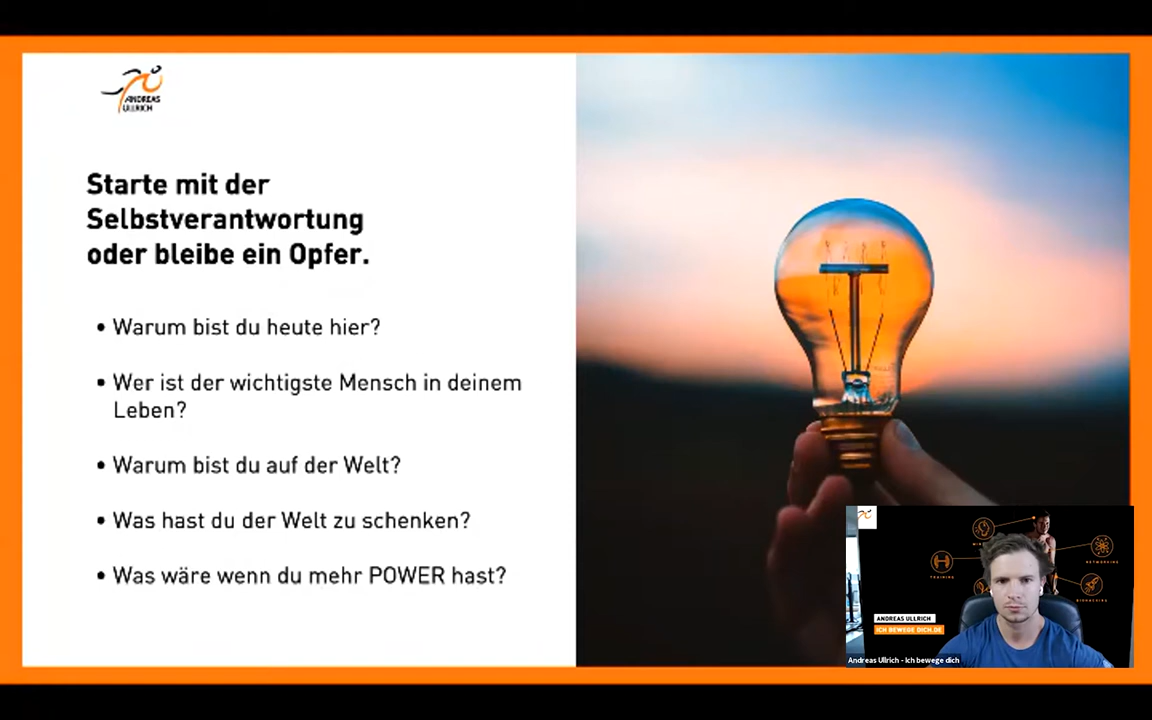 ANDREAS
ULLRICH
Starte mit der
Selbstverantwortung
oder bleibe ein Opfer.
• Warum bist du heute hier?
• Wer ist der wichtigste Mensch in deinem
Leben?
• Warum bist du auf der Welt?
• Was hast du der Welt zu schenken?
• Was wäre wenn du mehr POWER hast?
TRAINING
NETWORKING
BIOHACKING
ANDREAS ULLRICH
ICH BEWEGE DICH.DE
Andreas Ullrich - Ich bewege dich